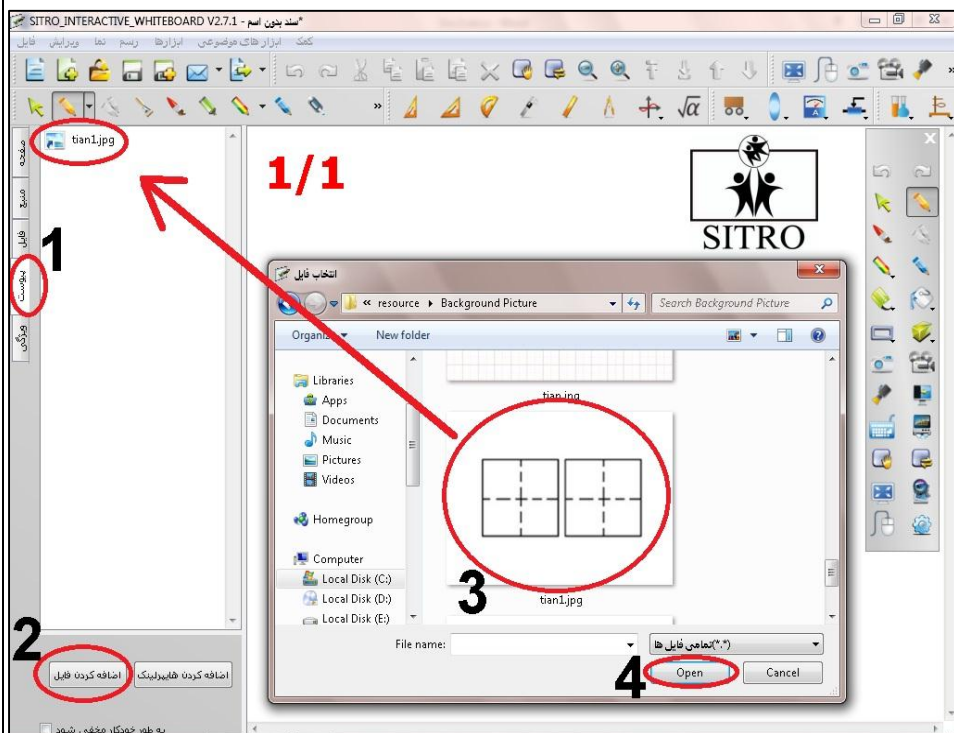 SITRO_INTERACTIVE_WHITEBOARD V2.7.1 - سند بدون اسم*
فایل ویرایش نما رسم ابزارها ابزار های موضوعی کمک
صفحه
منبع
فایل
پیوست
ویژگی
tian1.jpg
1/1
SITRO
1
انتخاب فایل
« resource ▸ Background Picture
Search Background Picture
Organize
New folder
Libraries
Apps
Documents
Music
Pictures
Videos
Homegroup
Computer
Local Disk (C:)
Local Disk (D:)
Local Disk (E:)
3
tian1.jpg
File name:
تمامی فایل ها(*.*)
4
Open
Cancel
2
اضافه کردن فایل
اضافه کردن هایپرلینک
به طور خودکار مخفی شود
√α